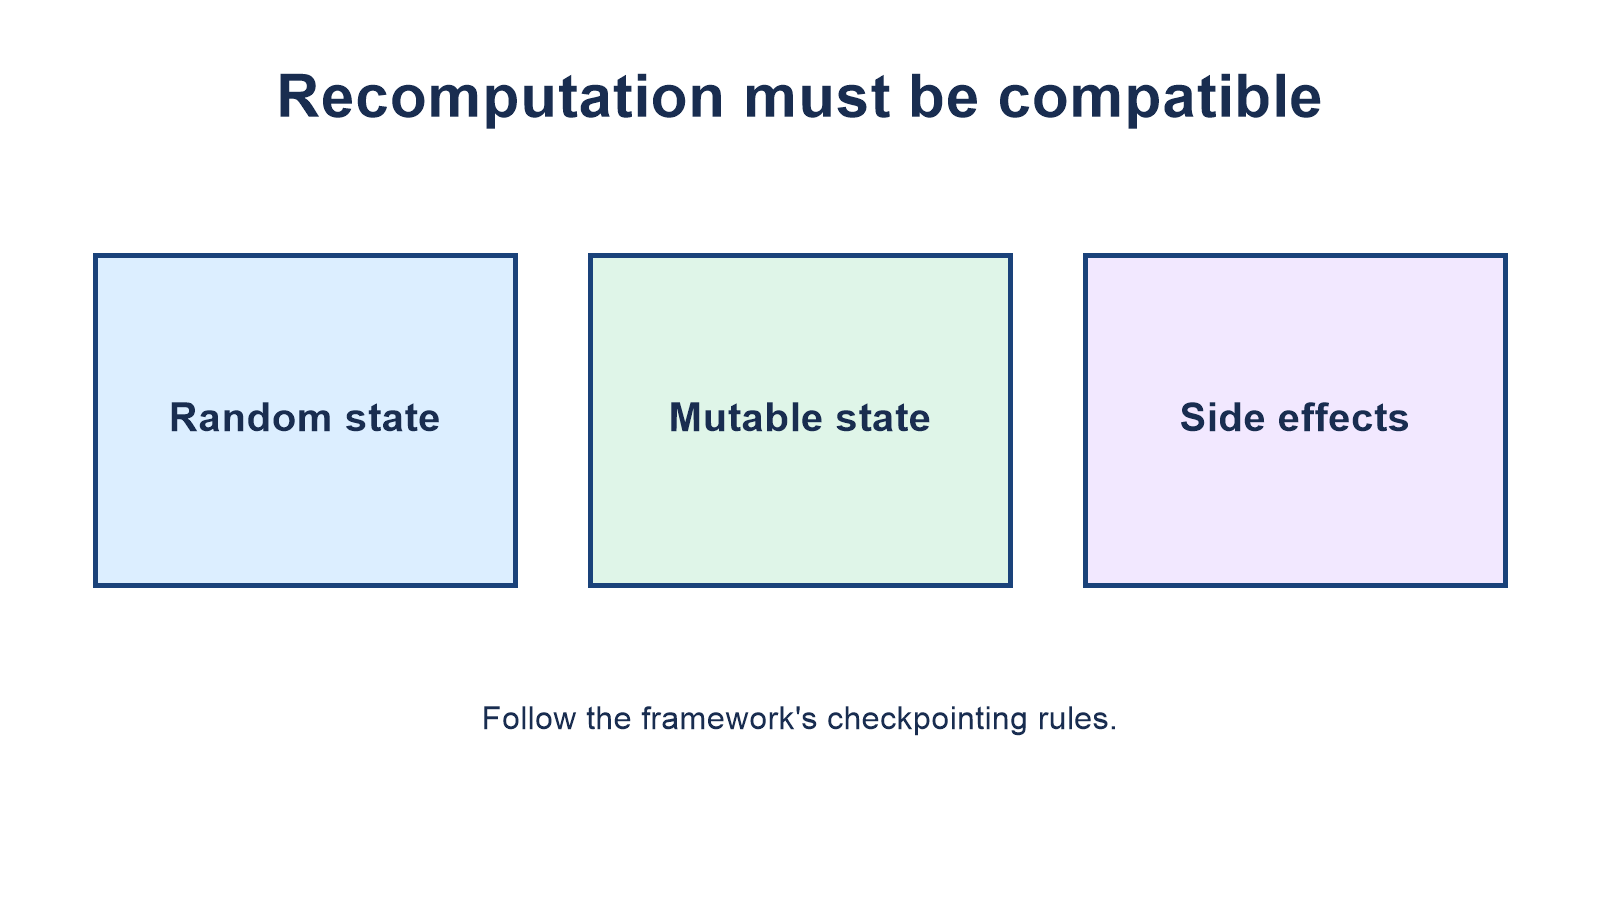 Recomputation must be compatible
Random state
Mutable state
Side effects
Follow the framework's checkpointing rules.